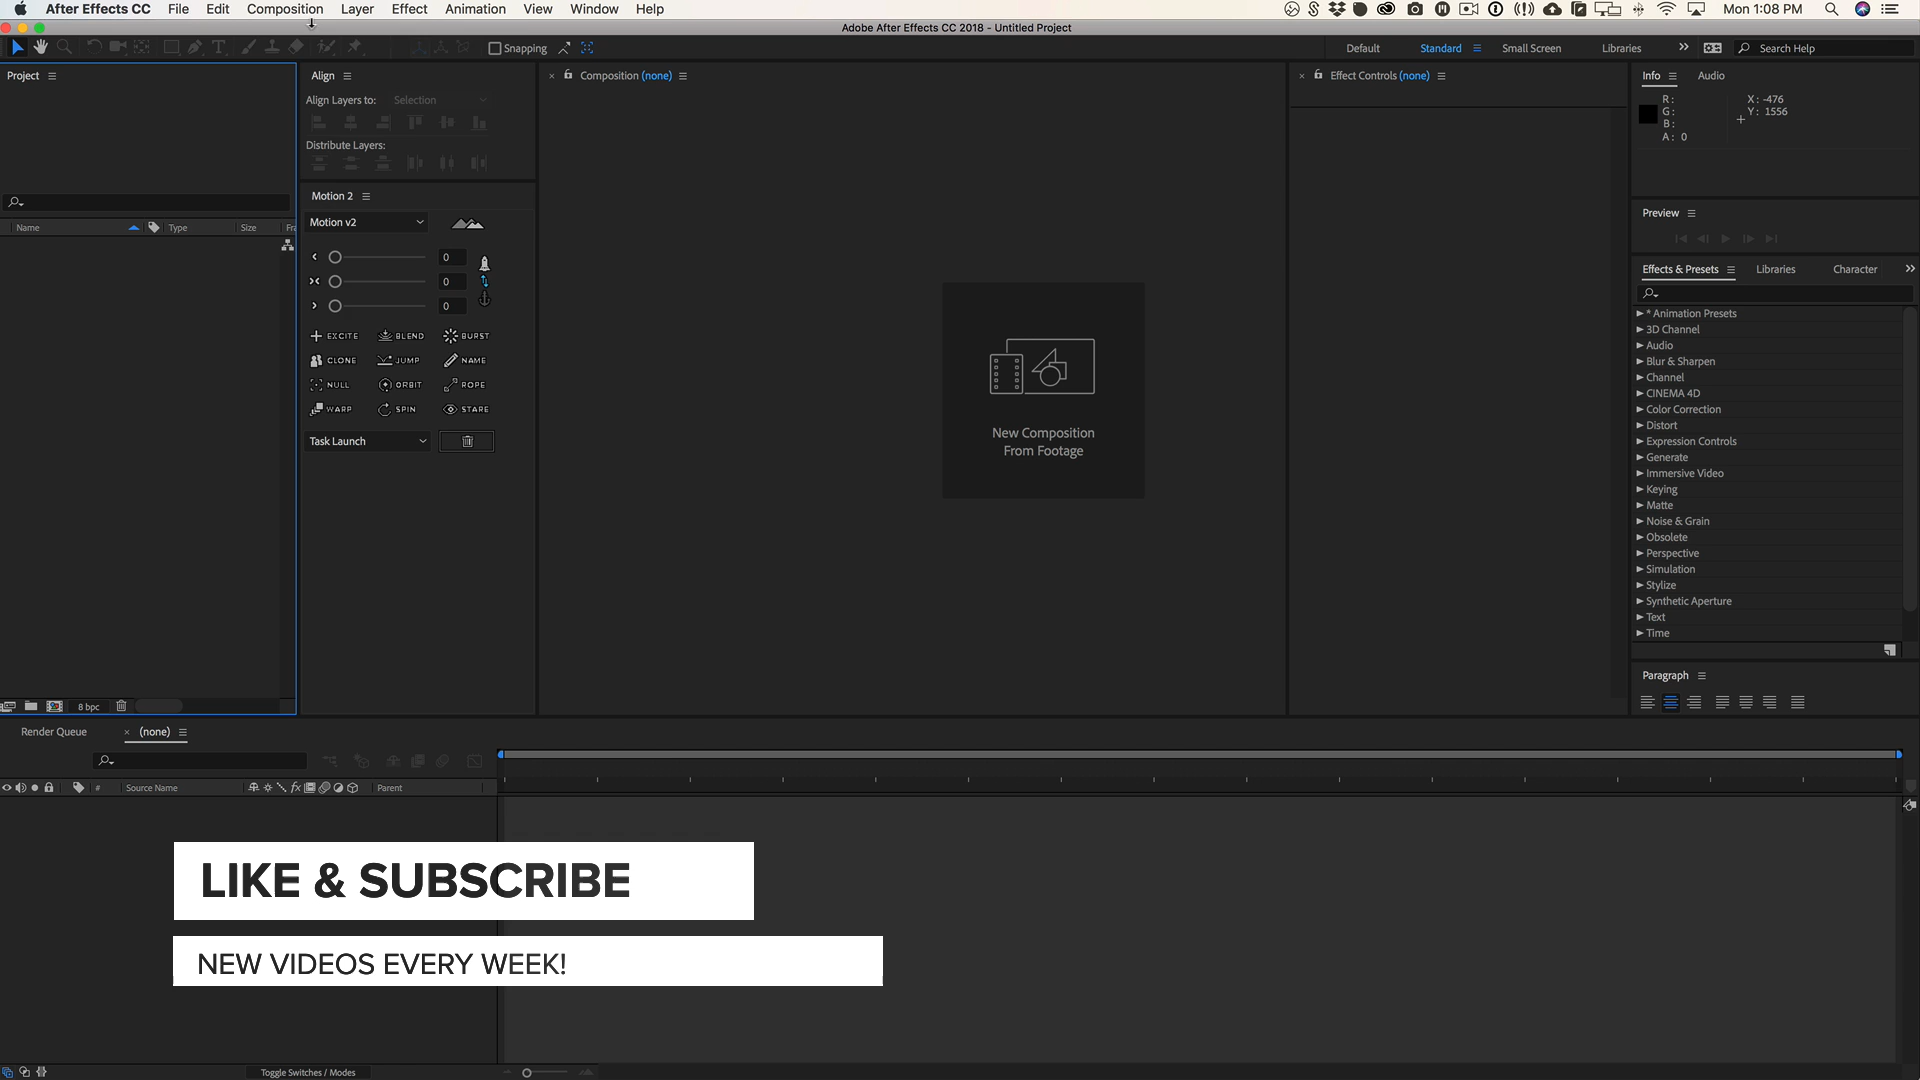 After Effects CC File Edit Composition Layer Effect Animation View Window Help Mon 1:08 PM
Adobe After Effects CC 2018 - Untitled Project
Snapping Default Standard Small Screen Libraries Search Help
Project
Name Type Size Fra
8 bpc
Align
Align Layers to: Selection
Distribute Layers:
Motion 2
Motion v2
0
0
0
EXCITE BLEND BURST
CLONE JUMP NAME
NULL ORBIT ROPE
WARP SPIN STARE
Task Launch
Composition (none)
New Composition
From Footage
Effect Controls (none)
Info Audio
R: X: -476
G: Y: 1556
B:
A: 0
Preview
Effects & Presets Libraries Character
* Animation Presets
3D Channel
Audio
Blur & Sharpen
Channel
CINEMA 4D
Color Correction
Distort
Expression Controls
Generate
Immersive Video
Keying
Matte
Noise & Grain
Obsolete
Perspective
Simulation
Stylize
Synthetic Aperture
Text
Time
Paragraph
Render Queue (none)
# Source Name fx Parent
LIKE & SUBSCRIBE
NEW VIDEOS EVERY WEEK!
Toggle Switches / Modes